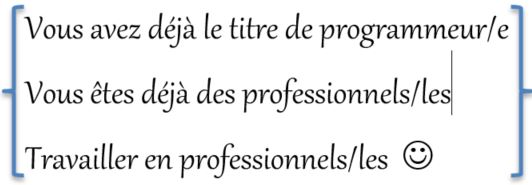 Vous avez déjà le titre de programmeur/e
Vous êtes déjà des professionnels/les
Travailler en professionnels/les ☺